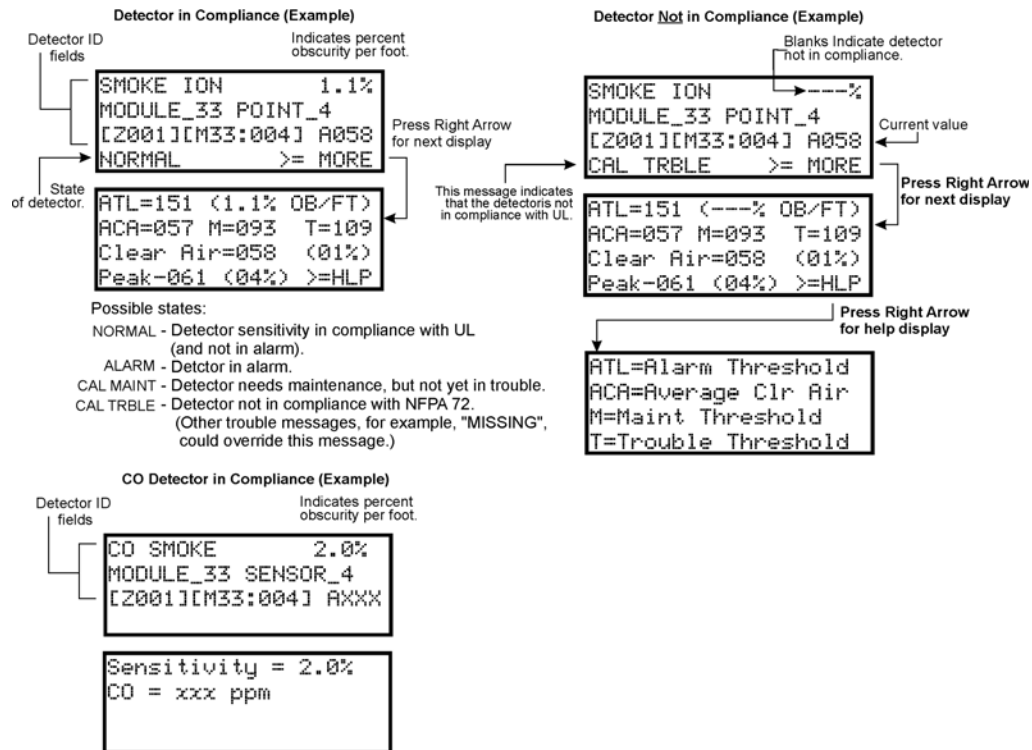 Detector in Compliance (Example)
Detector ID
fields
Indicates percent
obscurity per foot.
SMOKE ION 1.1%
MODULE_33 POINT_4
[Z001][M33:004] A058
NORMAL >= MORE
Press Right Arrow
for next display
State
of detector.
ATL=151 (1.1% OB/FT)
ACA=057 M=093 T=109
Clear Air=058 (01%)
Peak-061 (04%) >=HLP
Possible states:
NORMAL - Detector sensitivity in compliance with UL
(and not in alarm).
ALARM - Detctor in alarm.
CAL MAINT - Detector needs maintenance, but not yet in trouble.
CAL TRBLE - Detector not in compliance with NFPA 72.
(Other trouble messages, for example, "MISSING",
could override this message.)
Detector Not in Compliance (Example)
Blanks Indicate detector
not in compliance.
SMOKE ION ---%
MODULE_33 POINT_4
[Z001][M33:004] A058
CAL TRBLE >= MORE
Current value
This message indicates
that the detectoris not
in compliance with UL.
Press Right Arrow
for next display
ATL=151 (---% OB/FT)
ACA=057 M=093 T=109
Clear Air=058 (01%)
Peak-061 (04%) >=HLP
Press Right Arrow
for help display
ATL=Alarm Threshold
ACA=Average Clr Air
M=Maint Threshold
T=Trouble Threshold
CO Detector in Compliance (Example)
Detector ID
fields
Indicates percent
obscurity per foot.
CO SMOKE 2.0%
MODULE_33 SENSOR_4
[Z001][M33:004] AXXX
Sensitivity = 2.0%
CO = xxx ppm